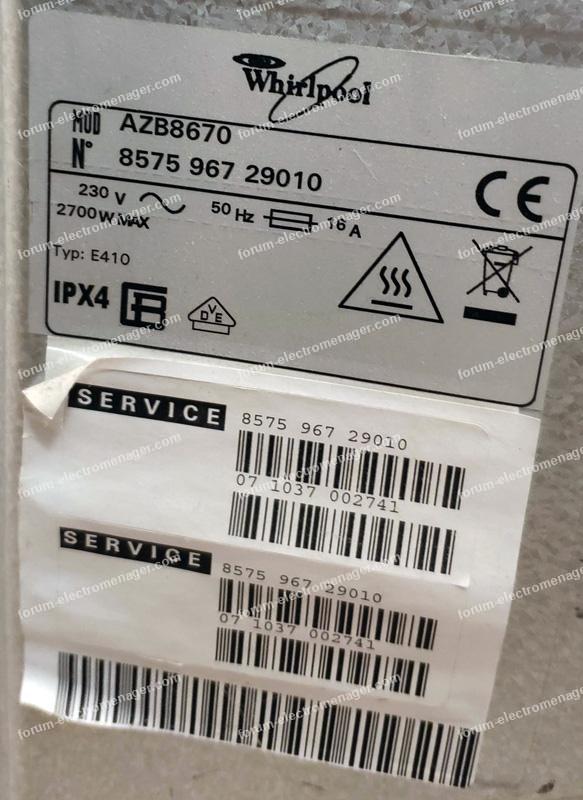 Whirlpool
MOD AZB8670
N° 8575 967 29010
CE
230 V 50 Hz 16 A
2700W MAX
Typ: E410
IPX4
VDE
SERVICE 8575 967 29010
07 1037 002741
SERVICE 8575 967 29010
07 1037 002741
forum-electromenager.com